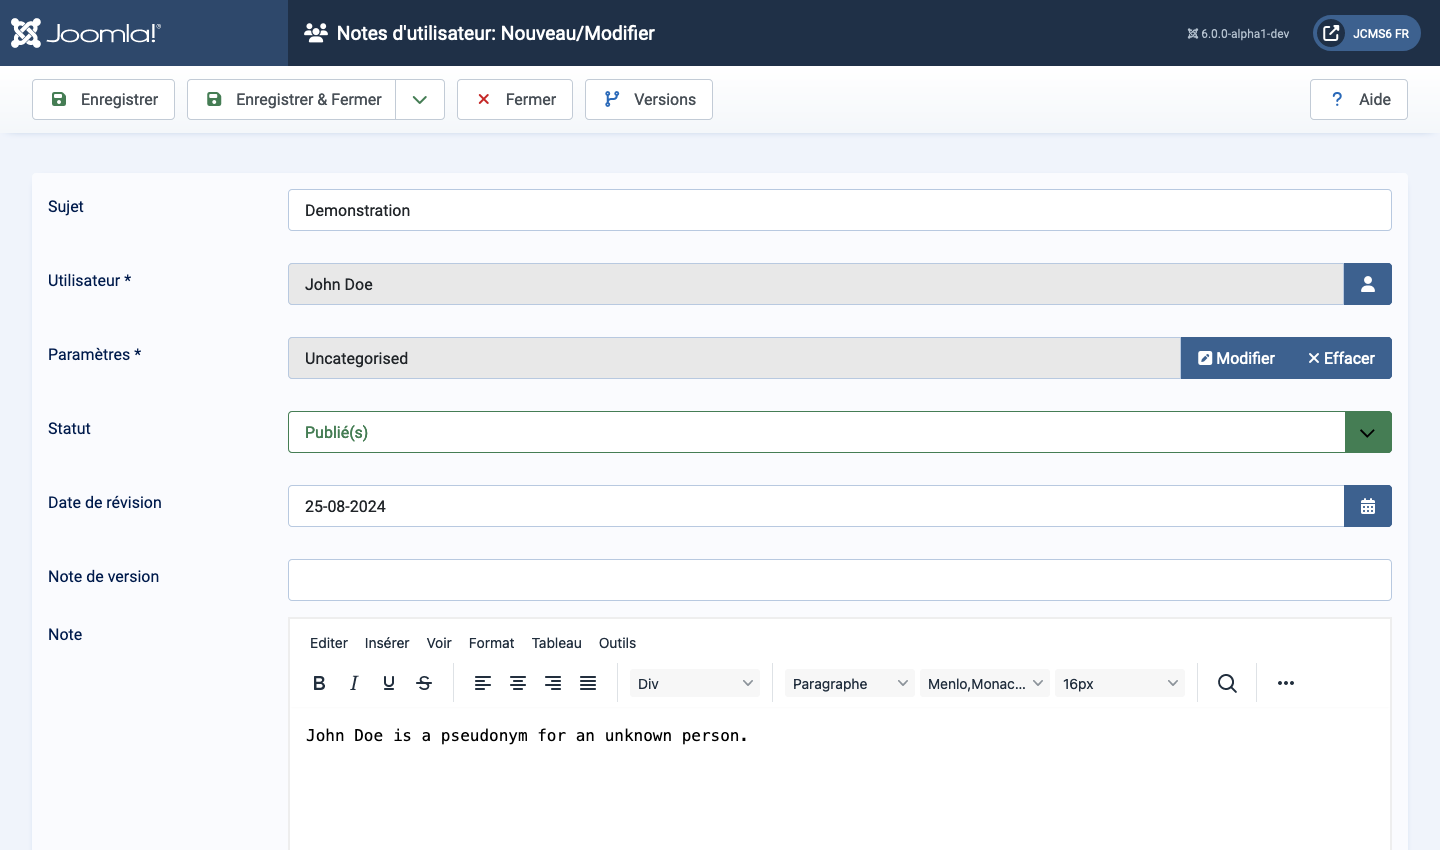 Joomla!®
Notes d'utilisateur: Nouveau/Modifier
6.0.0-alpha1-dev
JCMS6 FR
Enregistrer
Enregistrer & Fermer
Fermer
Versions
? Aide
Sujet
Demonstration
Utilisateur *
John Doe
Paramètres *
Uncategorised
Modifier
Effacer
Statut
Publié(s)
Date de révision
25-08-2024
Note de version
Note
Editer Insérer Voir Format Tableau Outils
B I U S Div Paragraphe Menlo,Monac... 16px
John Doe is a pseudonym for an unknown person.